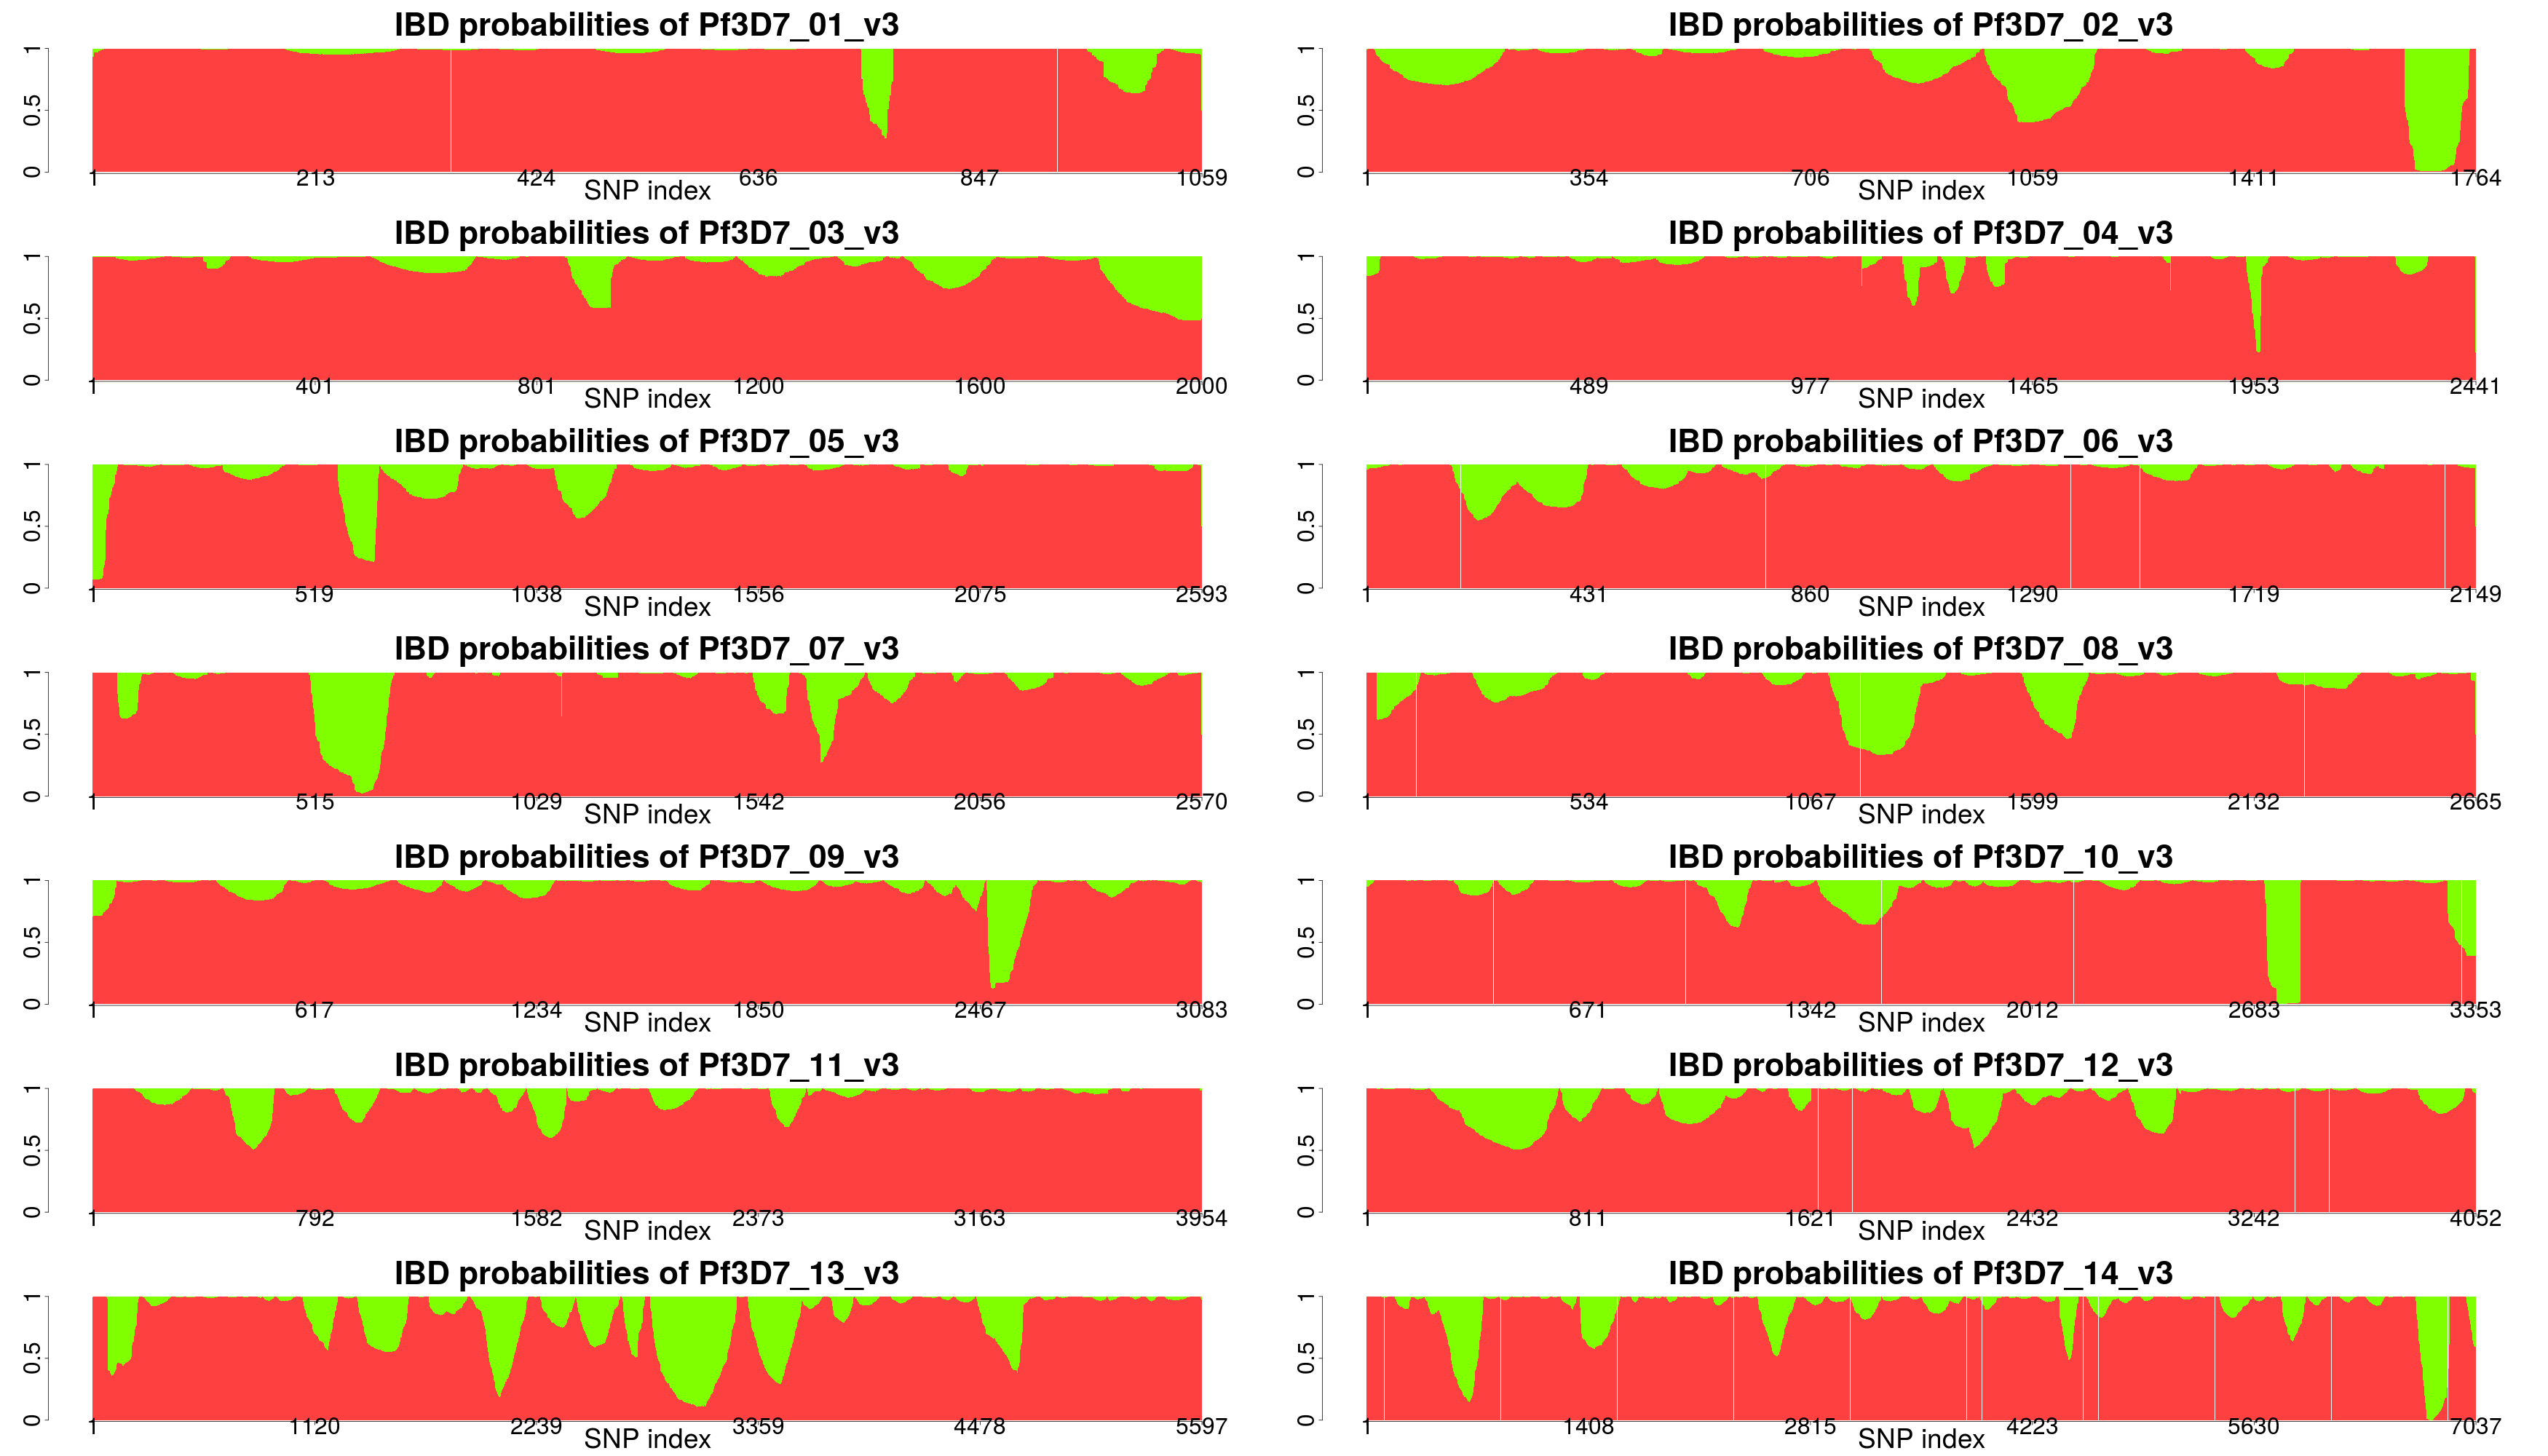 IBD probabilities of Pf3D7_01_v3
0 0.5 1
1 213 424 636 847 1059
SNP index
IBD probabilities of Pf3D7_02_v3
0 0.5 1
1 354 706 1059 1411 1764
SNP index
IBD probabilities of Pf3D7_03_v3
0 0.5 1
1 401 801 1200 1600 2000
SNP index
IBD probabilities of Pf3D7_04_v3
0 0.5 1
1 489 977 1465 1953 2441
SNP index
IBD probabilities of Pf3D7_05_v3
0 0.5 1
1 519 1038 1556 2075 2593
SNP index
IBD probabilities of Pf3D7_06_v3
0 0.5 1
1 431 860 1290 1719 2149
SNP index
IBD probabilities of Pf3D7_07_v3
0 0.5 1
1 515 1029 1542 2056 2570
SNP index
IBD probabilities of Pf3D7_08_v3
0 0.5 1
1 534 1067 1599 2132 2665
SNP index
IBD probabilities of Pf3D7_09_v3
0 0.5 1
1 617 1234 1850 2467 3083
SNP index
IBD probabilities of Pf3D7_10_v3
0 0.5 1
1 671 1342 2012 2683 3353
SNP index
IBD probabilities of Pf3D7_11_v3
0 0.5 1
1 792 1582 2373 3163 3954
SNP index
IBD probabilities of Pf3D7_12_v3
0 0.5 1
1 811 1621 2432 3242 4052
SNP index
IBD probabilities of Pf3D7_13_v3
0 0.5 1
1 1120 2239 3359 4478 5597
SNP index
IBD probabilities of Pf3D7_14_v3
0 0.5 1
1 1408 2815 4223 5630 7037
SNP index